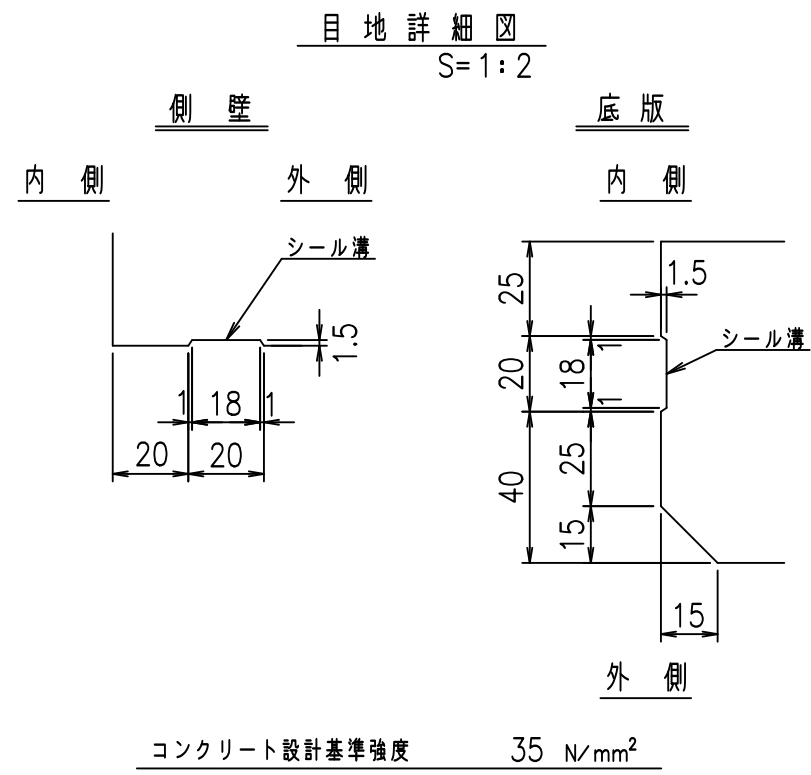 目地詳細図
S=1:2
側壁
内側
外側
シール溝
1.5
1
18
1
20
20
底版
内側
25
1.5
シール溝
20
1
18
1
40
25
15
15
外側
コンクリート設計基準強度 35 N/mm²